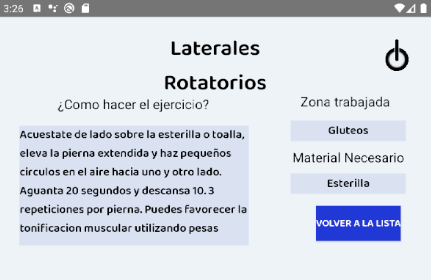 3:26
Laterales
Rotatorios
¿Como hacer el ejercicio?
Acuestate de lado sobre la esterilla o toalla,
eleva la pierna extendida y haz pequeños
circulos en el aire hacia uno y otro lado.
Aguanta 20 segundos y descansa 10. 3
repeticiones por pierna. Puedes favorecer la
tonificacion muscular utilizando pesas
Zona trabajada
Gluteos
Material Necesario
Esterilla
VOLVER A LA LISTA